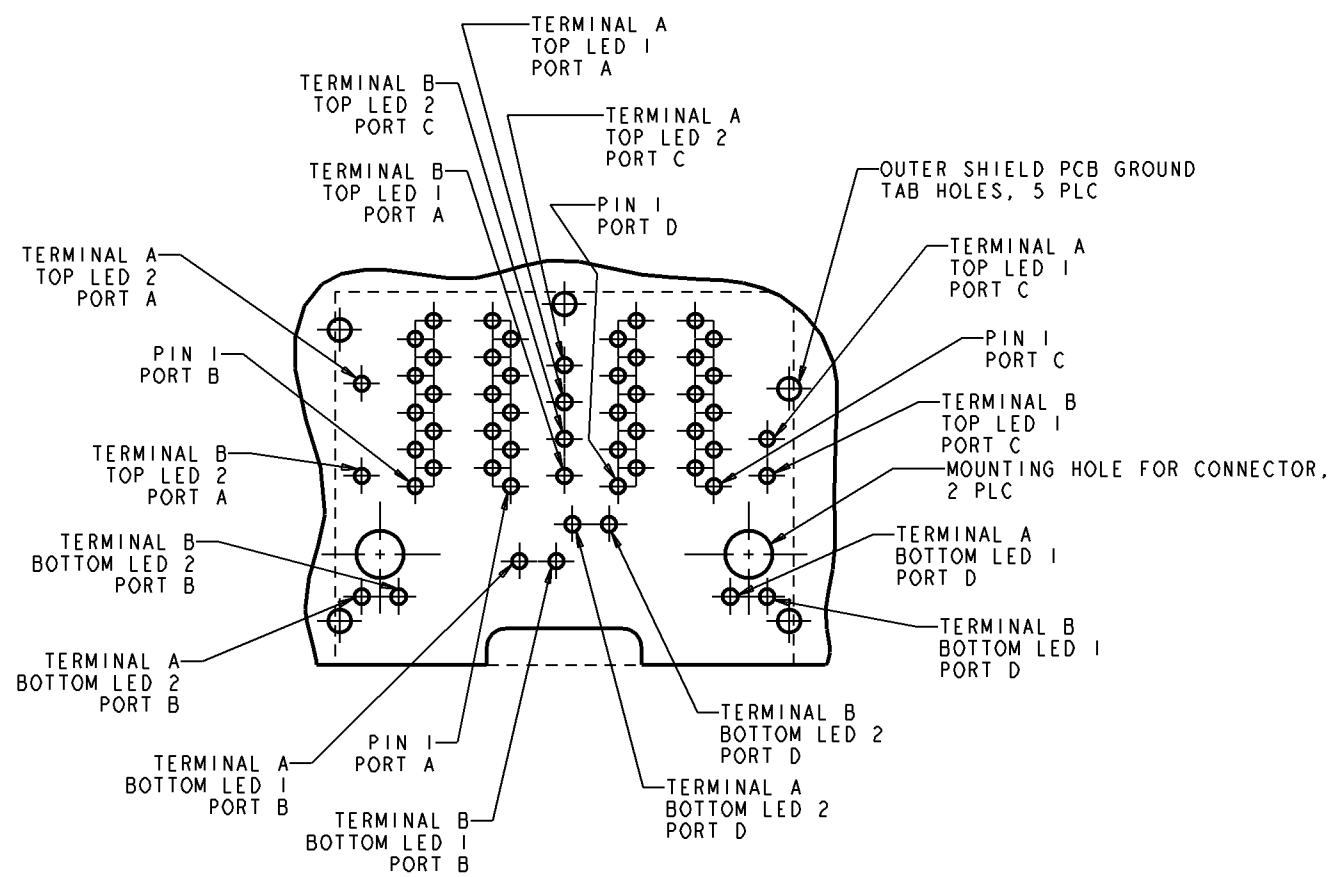 TERMINAL A
TOP LED 1
PORT A
TERMINAL B
TOP LED 2
PORT C
TERMINAL A
TOP LED 2
PORT C
TERMINAL B
TOP LED 1
PORT A
OUTER SHIELD PCB GROUND
TAB HOLES, 5 PLC
PIN 1
PORT D
TERMINAL A
TOP LED 2
PORT A
TERMINAL A
TOP LED 1
PORT C
PIN 1
PORT B
PIN 1
PORT C
TERMINAL B
TOP LED 1
PORT C
TERMINAL B
TOP LED 2
PORT A
MOUNTING HOLE FOR CONNECTOR,
2 PLC
TERMINAL B
BOTTOM LED 2
PORT B
TERMINAL A
BOTTOM LED 1
PORT D
TERMINAL A
BOTTOM LED 2
PORT B
TERMINAL B
BOTTOM LED 1
PORT D
PIN 1
PORT A
TERMINAL B
BOTTOM LED 2
PORT D
TERMINAL A
BOTTOM LED 1
PORT B
TERMINAL A
BOTTOM LED 2
PORT D
TERMINAL B
BOTTOM LED 1
PORT B